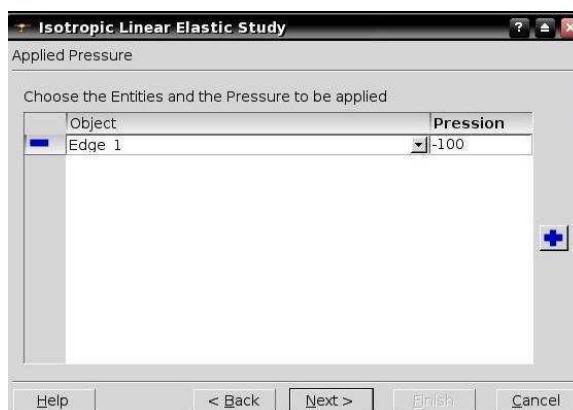 Isotropic Linear Elastic Study
Applied Pressure
Choose the Entities and the Pressure to be applied
Object Pression
Edge 1 -100
Help < Back Next > Finish Cancel